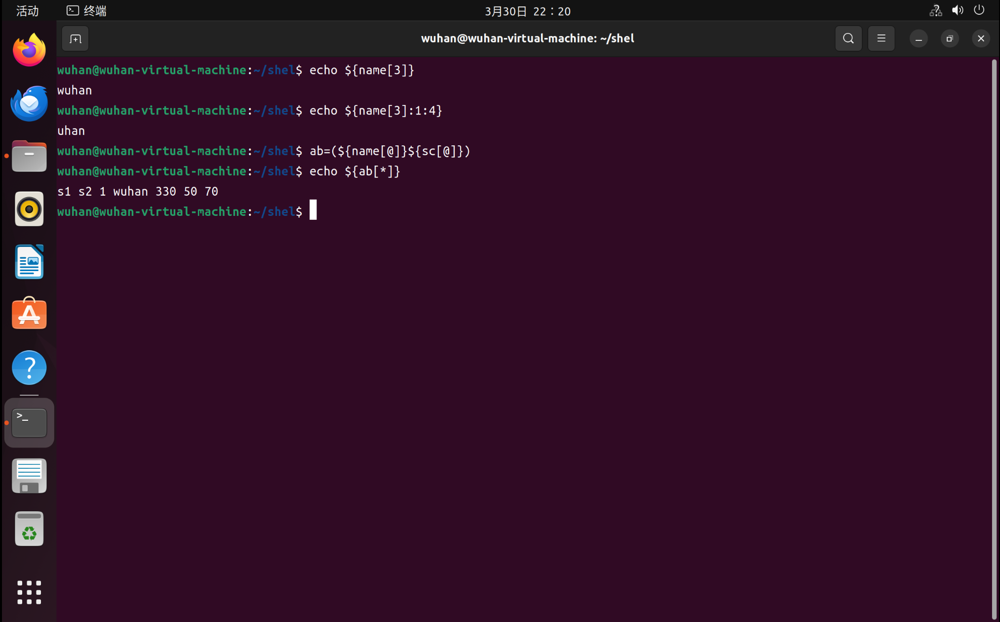 活动 终端 3月30日 22：20
wuhan@wuhan-virtual-machine: ~/shel
wuhan@wuhan-virtual-machine:~/shel$ echo ${name[3]}
wuhan
wuhan@wuhan-virtual-machine:~/shel$ echo ${name[3]:1:4}
uhan
wuhan@wuhan-virtual-machine:~/shel$ ab=(${name[@]}${sc[@]})
wuhan@wuhan-virtual-machine:~/shel$ echo ${ab[*]}
s1 s2 1 wuhan 330 50 70
wuhan@wuhan-virtual-machine:~/shel$